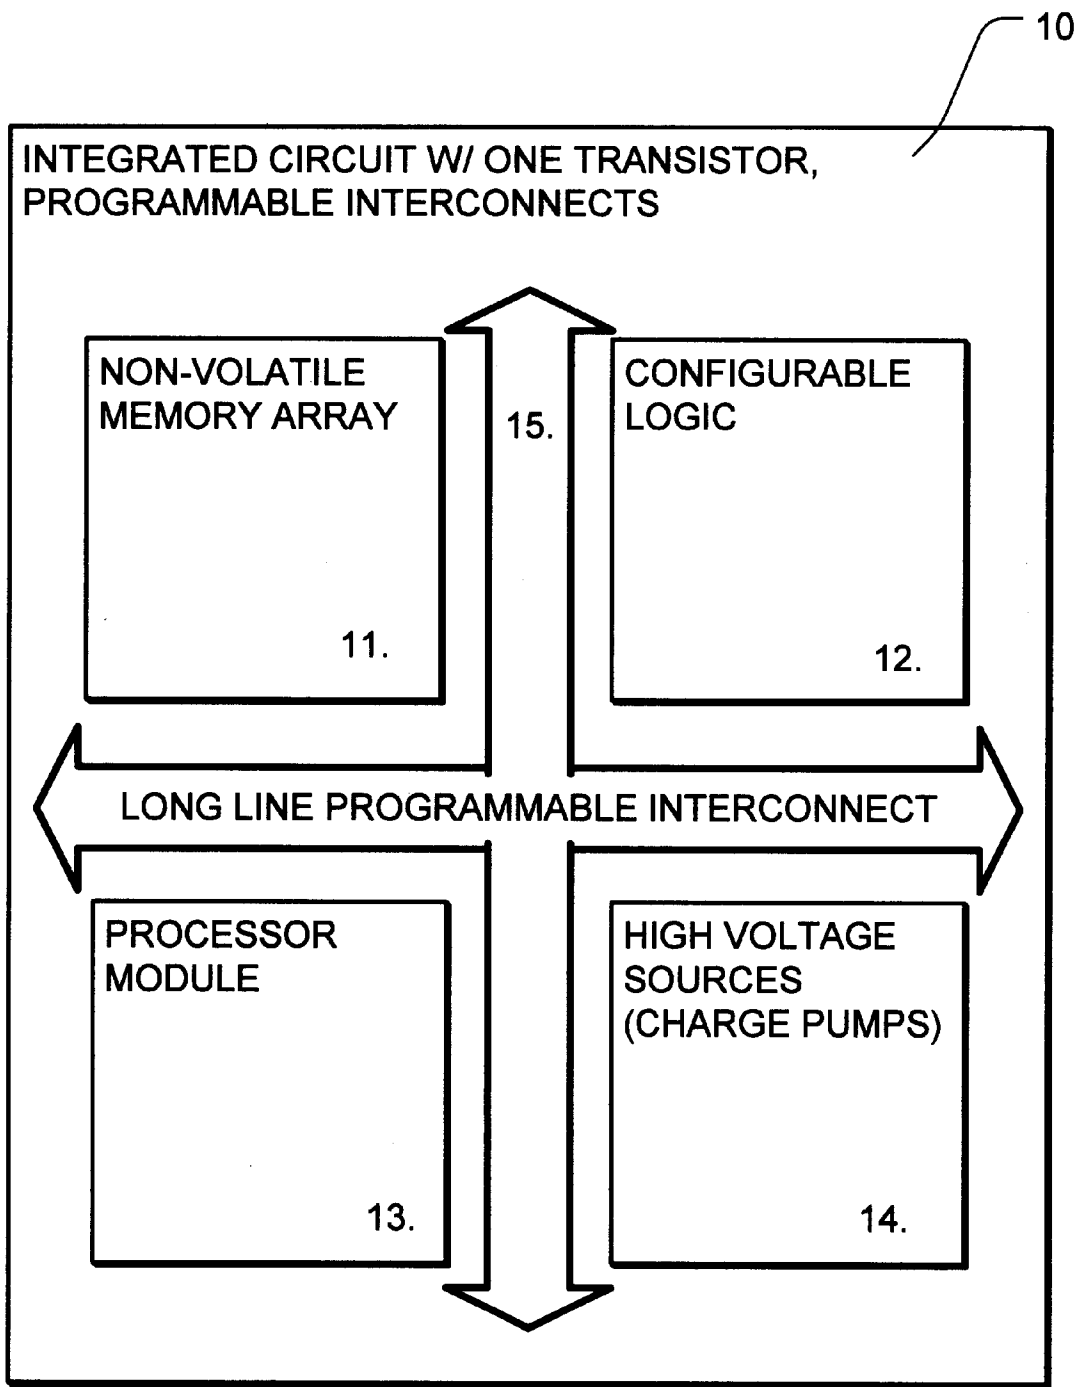 10
INTEGRATED CIRCUIT W/ ONE TRANSISTOR,
PROGRAMMABLE INTERCONNECTS
NON-VOLATILE
MEMORY ARRAY
11.
15.
CONFIGURABLE
LOGIC
12.
LONG LINE PROGRAMMABLE INTERCONNECT
PROCESSOR
MODULE
13.
HIGH VOLTAGE
SOURCES
(CHARGE PUMPS)
14.